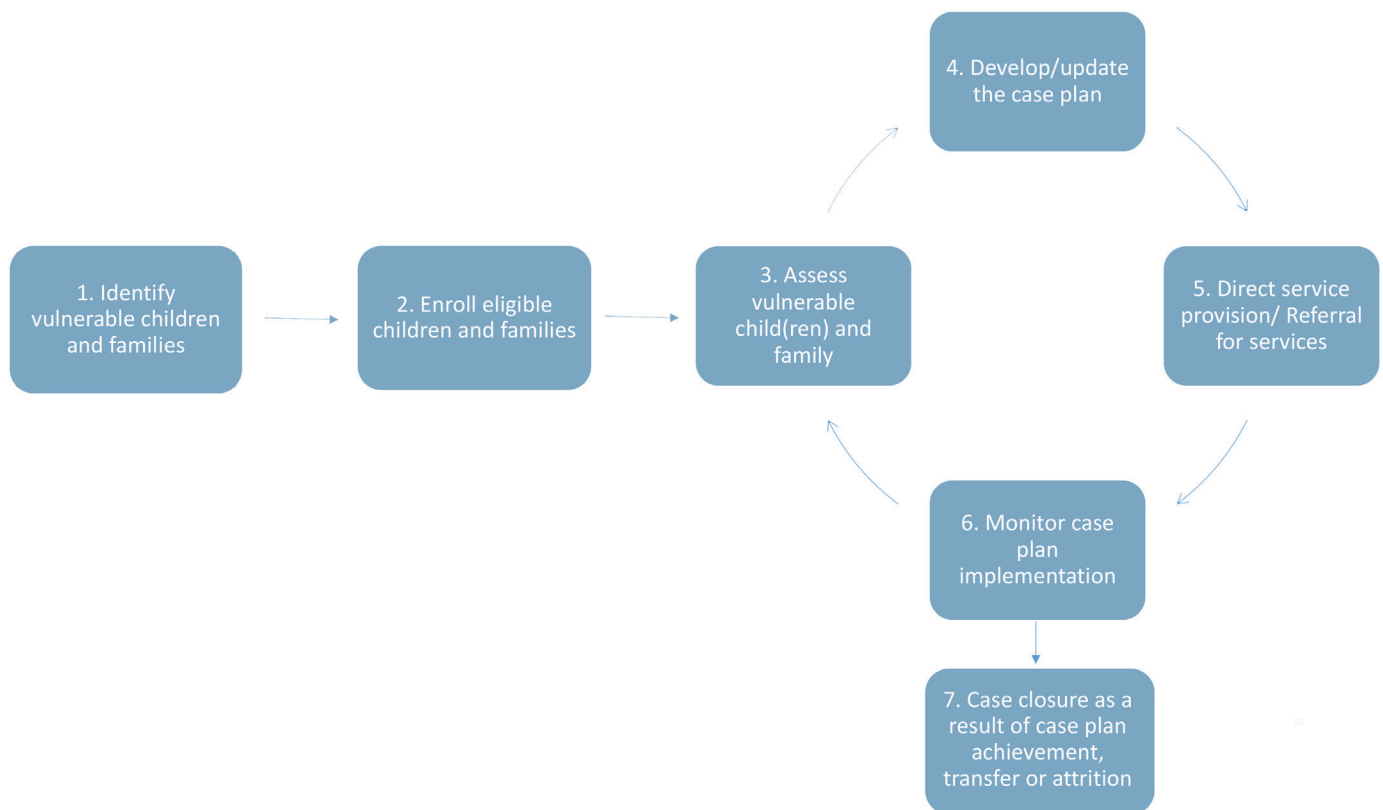 1. Identify
vulnerable children
and families
2. Enroll eligible
children and families
3. Assess
vulnerable
child(ren) and
family
4. Develop/update
the case plan
5. Direct service
provision/ Referral
for services
6. Monitor case
plan
implementation
7. Case closure as a
result of case plan
achievement,
transfer or attrition